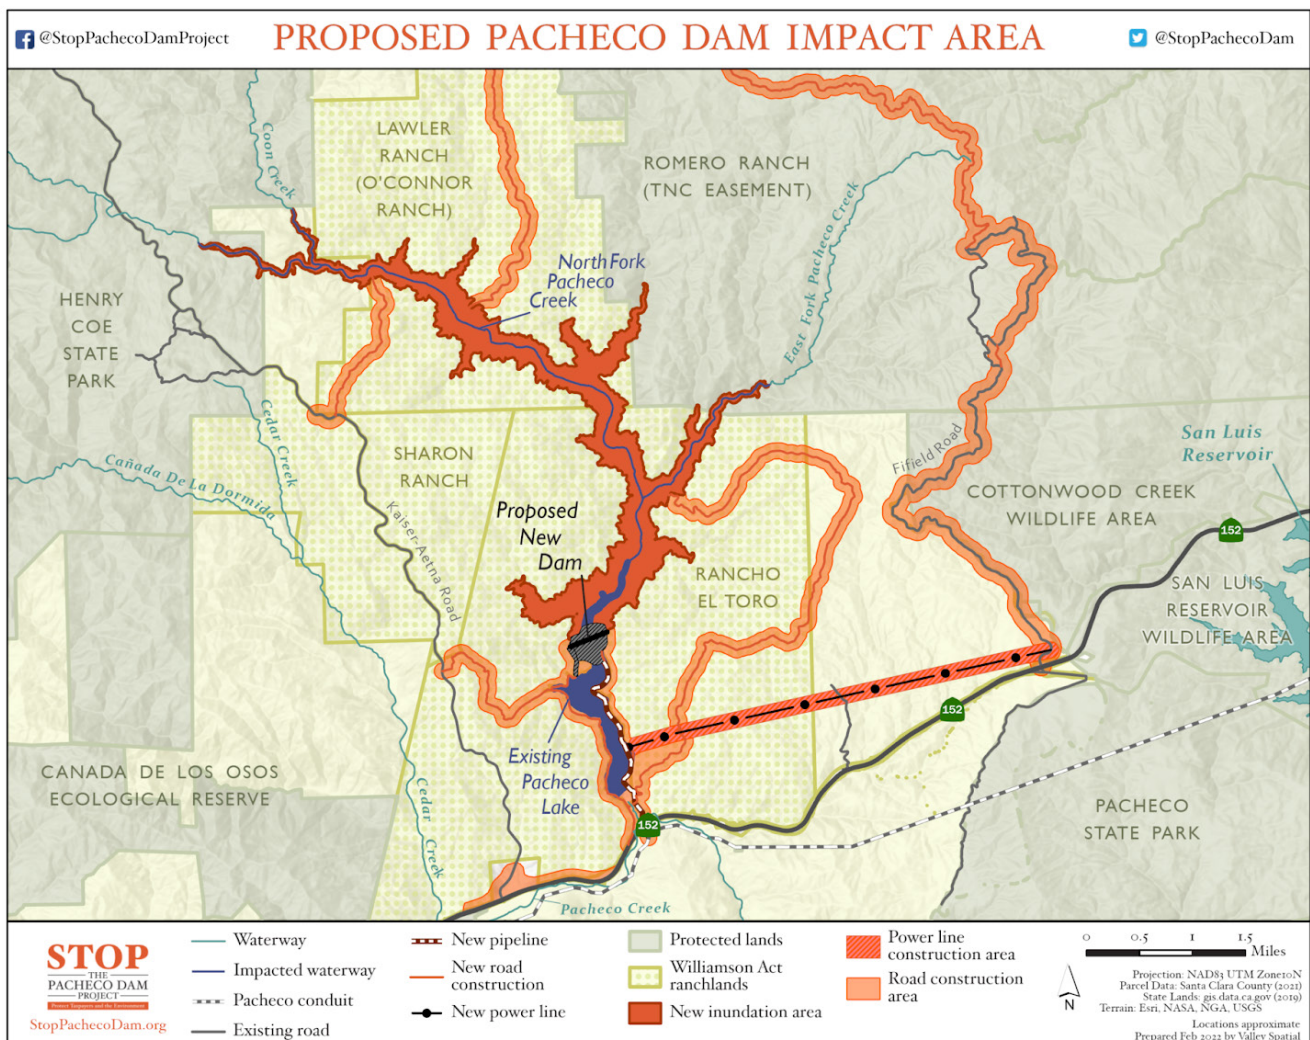 @StopPachecoDamProject
PROPOSED PACHECO DAM IMPACT AREA
@StopPachecoDam
Coon Creek
LAWLER
RANCH
(O'CONNOR
RANCH)
ROMERO RANCH
(TNC EASEMENT)
East Fork Pacheco Creek
North Fork
Pacheco
Creek
HENRY
COE
STATE
PARK
Cedar Creek
Cañada De La Dormida
SHARON
RANCH
Kaiser-Aetna Road
Proposed
New
Dam
Fifield Road
San Luis
Reservoir
COTTONWOOD CREEK
WILDLIFE AREA
152
RANCHO
EL TORO
SAN LUIS
RESERVOIR
WILDLIFE AREA
152
Existing
Pacheco
Lake
CANADA DE LOS OSOS
ECOLOGICAL RESERVE
Cedar Creek
152
PACHECO
STATE PARK
Pacheco Creek
STOP
THE
PACHECO DAM
PROJECT
Protect Taxpayers and the Environment
StopPachecoDam.org
Waterway
Impacted waterway
Pacheco conduit
Existing road
New pipeline
New road
construction
New power line
Protected lands
Williamson Act
ranchlands
New inundation area
Power line
construction area
Road construction
area
0 0.5 1 1.5
Miles
N
Projection: NAD83 UTM Zone10N
Parcel Data: Santa Clara County (2021)
State Lands: gis.data.ca.gov (2019)
Terrain: Esri, NASA, NGA, USGS
Locations approximate
Prepared Feb 2022 by Valley Spatial